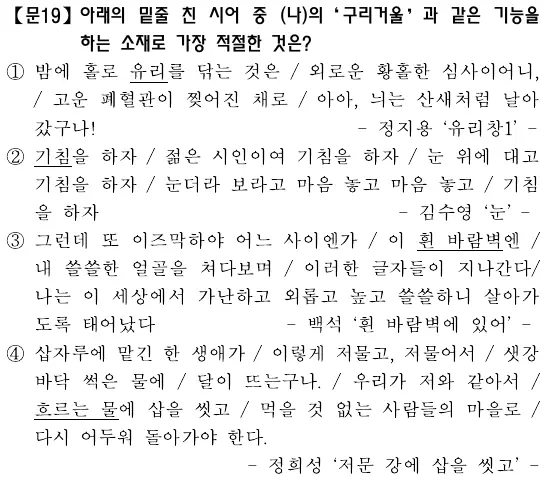 【문19】 아래의 밑줄 친 시어 중 (나)의 ‘구리거울’ 과 같은 기능을
하는 소재로 가장 적절한 것은?
① 밤에 홀로 유리를 닦는 것은 / 외로운 황홀한 심사이어니,
/ 고운 폐혈관이 찢어진 채로 / 아아, 늬는 산새처럼 날아
갔구나! － 정지용 ‘유리창1’ －
② 기침을 하자 / 젊은 시인이여 기침을 하자 / 눈 위에 대고
기침을 하자 / 눈더라 보라고 마음 놓고 마음 놓고 / 기침
을 하자 － 김수영 ‘눈’ －
③ 그런데 또 이즈막하야 어느 사이엔가 / 이 흰 바람벽엔 /
내 쓸쓸한 얼골을 쳐다보며 / 이러한 글자들이 지나간다/
나는 이 세상에서 가난하고 외롭고 높고 쓸쓸하니 살아가
도록 태어났다 － 백석 ‘흰 바람벽에 있어’ －
④ 삽자루에 맡긴 한 생애가 / 이렇게 저물고, 저물어서 / 샛강
바닥 썩은 물에 / 달이 뜨는구나. / 우리가 저와 같아서 /
흐르는 물에 삽을 씻고 / 먹을 것 없는 사람들의 마을로 /
다시 어두워 돌아가야 한다.
－ 정희성 ‘저문 강에 삽을 씻고’ －